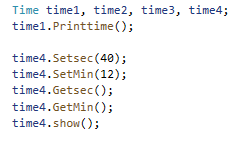 Time time1, time2, time3, time4;
time1.Printtime();
time4.Setsec(40);
time4.SetMin(12);
time4.Getsec();
time4.GetMin();
time4.show();